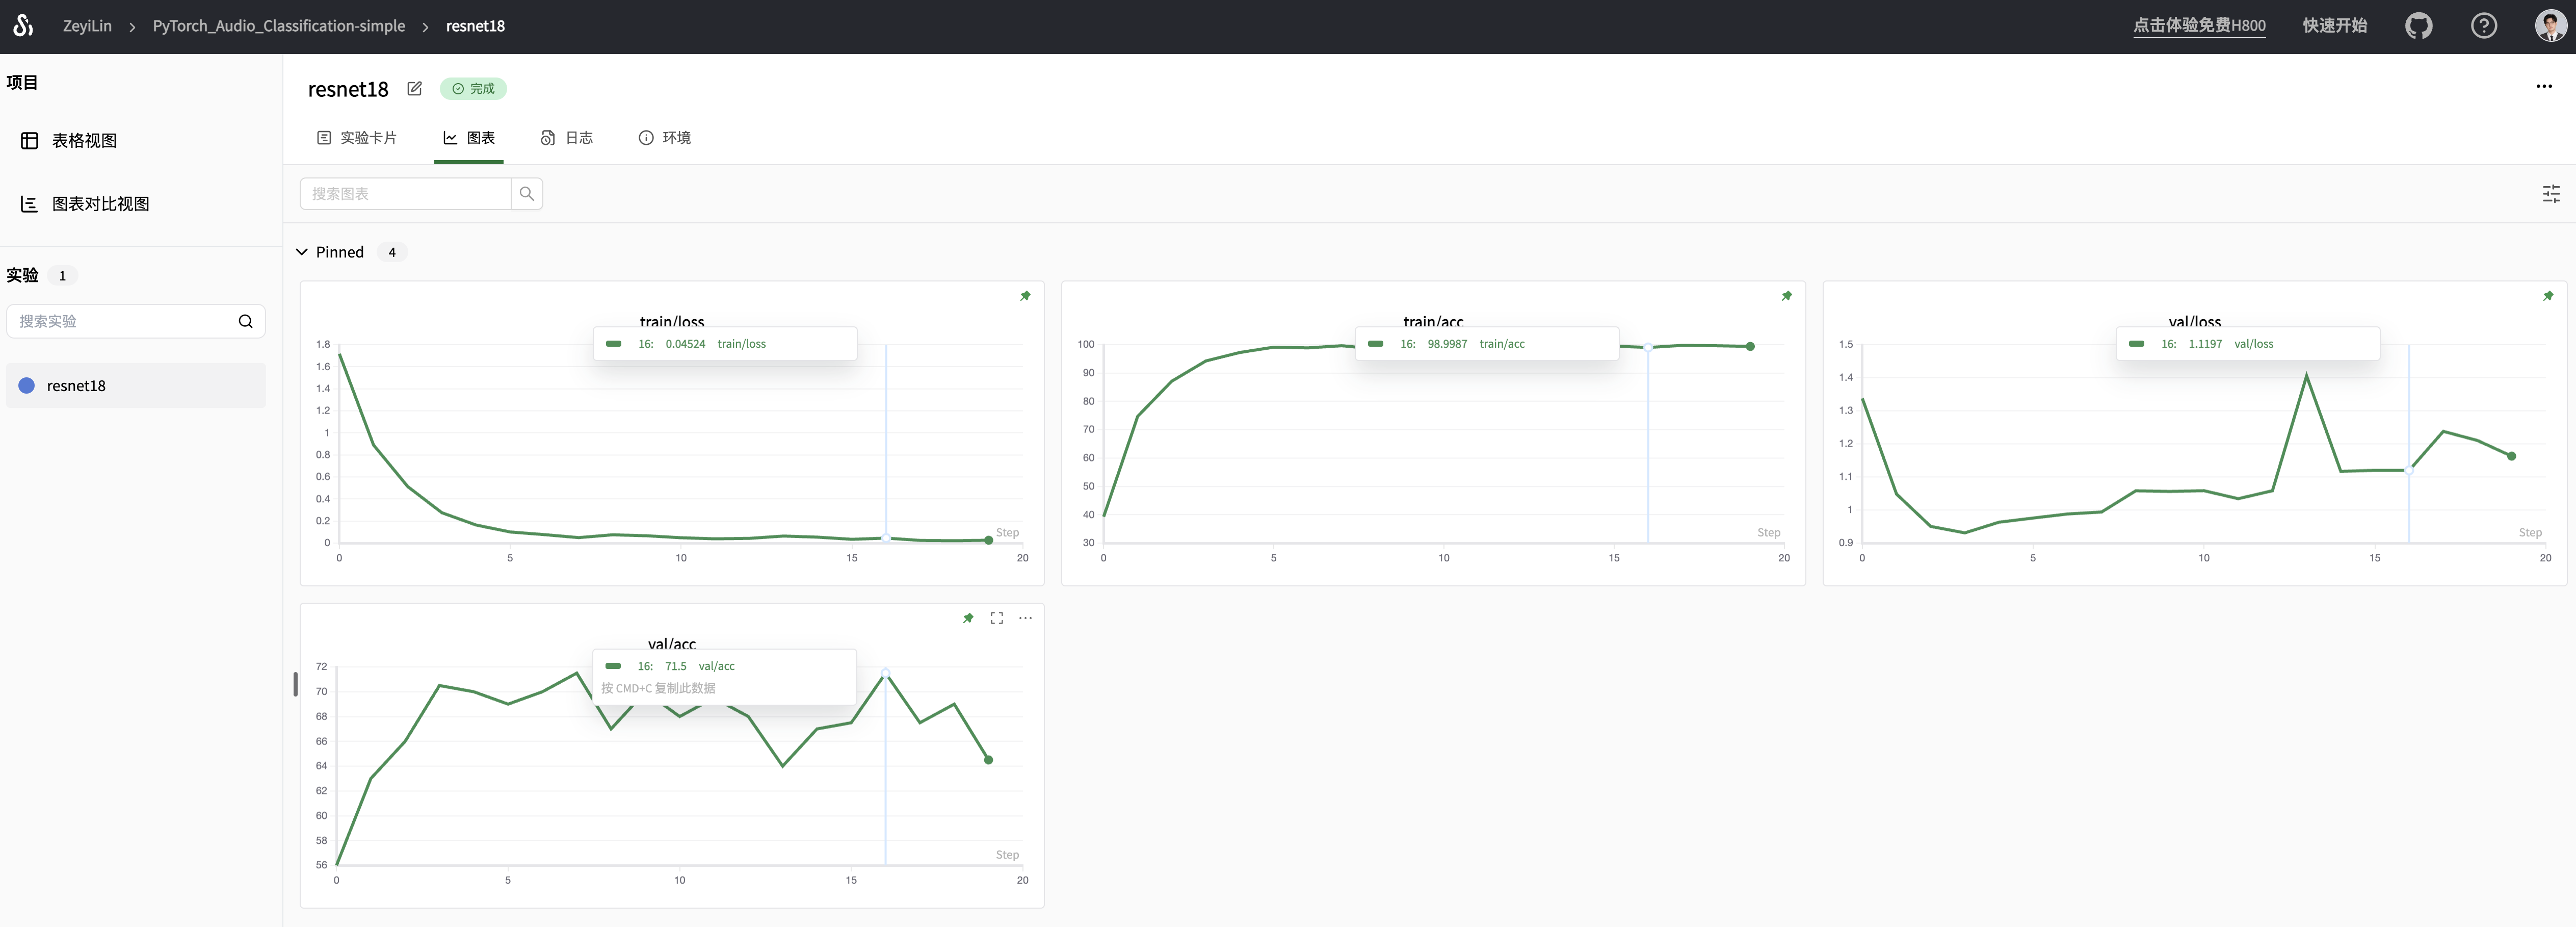 ZeyiLin > PyTorch_Audio_Classification-simple > resnet18
点击体验免费H800
快速开始
项目
表格视图
图表对比视图
实验 1
搜索实验
resnet18
resnet18
完成
实验卡片
图表
日志
环境
搜索图表
Pinned 4
train/loss
16: 0.04524 train/loss
1.8
1.6
1.4
1.2
1
0.8
0.6
0.4
0.2
0
Step
0 5 10 15 20
train/acc
16: 98.9987 train/acc
100
90
80
70
60
50
40
30
Step
0 5 10 15 20
val/loss
16: 1.1197 val/loss
1.5
1.4
1.3
1.2
1.1
1
0.9
Step
0 5 10 15 20
val/acc
16: 71.5 val/acc
按 CMD+C 复制此数据
72
70
68
66
64
62
60
58
56
Step
0 5 10 15 20